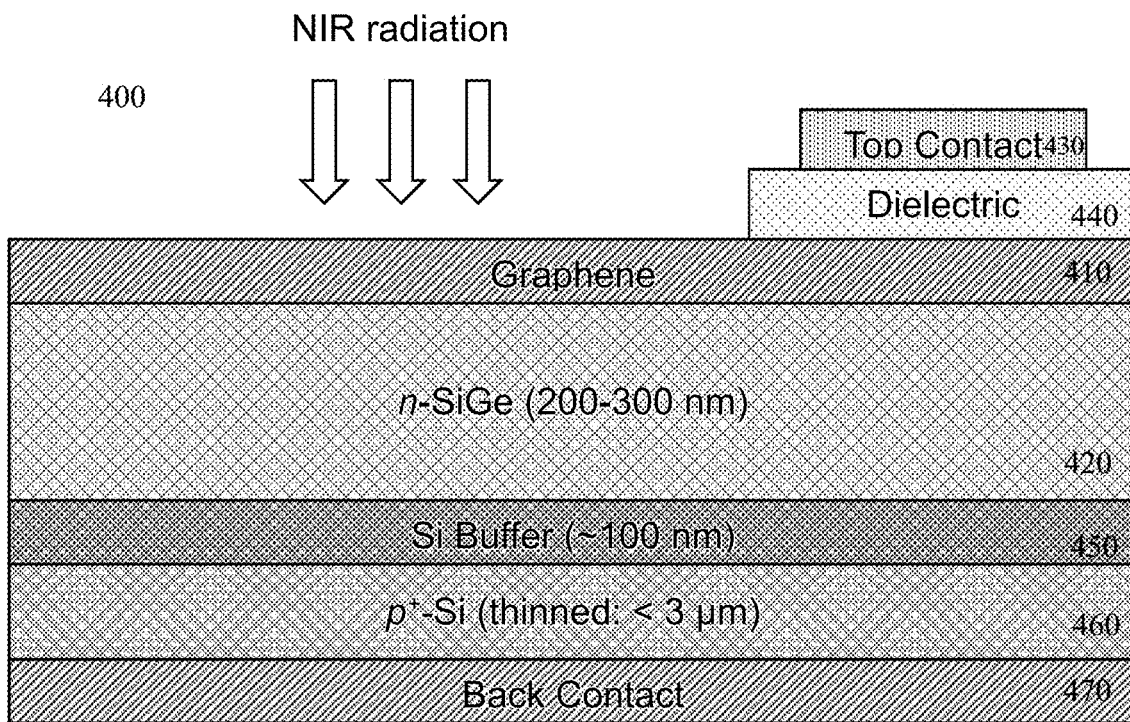 NIR radiation
400
Top Contact 430
Dielectric 440
Graphene 410
n-SiGe (200-300 nm)
420
Si Buffer (~100 nm) 450
p⁺-Si (thinned: < 3 µm) 460
Back Contact 470